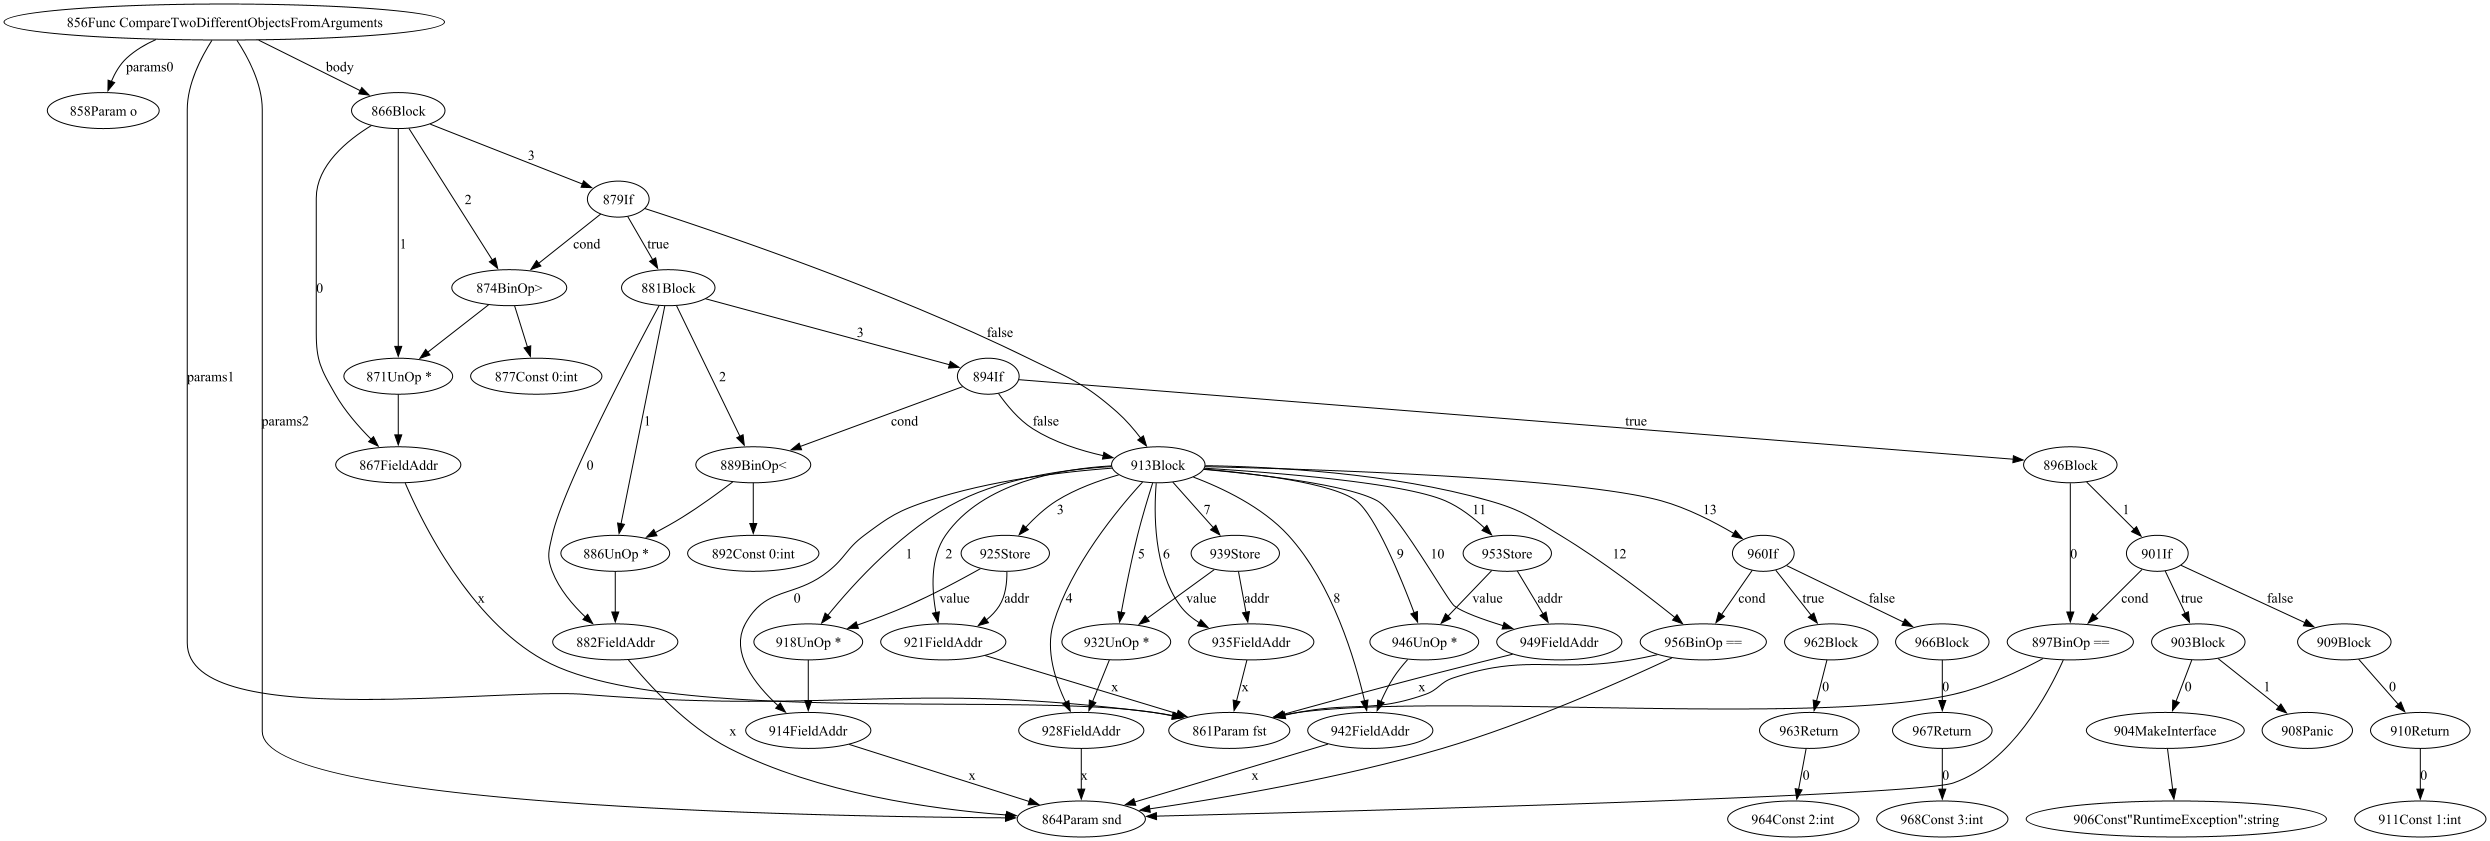 856Func CompareTwoDifferentObjectsFromArguments
params0
body
858Param o
866Block
3
879If
2
1
cond
true
0
874BinOp>
881Block
false
3
params1
871UnOp *
877Const 0:int
2
894If
params2
1
cond
false
true
867FieldAddr
0
889BinOp<
913Block
896Block
3
7
11
13
1
886UnOp *
892Const 0:int
1
2
925Store
5
6
939Store
9
10
953Store
12
960If
0
901If
x
0
value
addr
4
value
addr
8
value
addr
cond
true
false
cond
true
false
882FieldAddr
918UnOp *
921FieldAddr
932UnOp *
935FieldAddr
946UnOp *
949FieldAddr
956BinOp ==
962Block
966Block
897BinOp ==
903Block
909Block
x
x
x
0
0
0
1
0
x
914FieldAddr
928FieldAddr
861Param fst
942FieldAddr
963Return
967Return
904MakeInterface
908Panic
910Return
x
x
x
0
0
0
864Param snd
964Const 2:int
968Const 3:int
906Const"RuntimeException":string
911Const 1:int